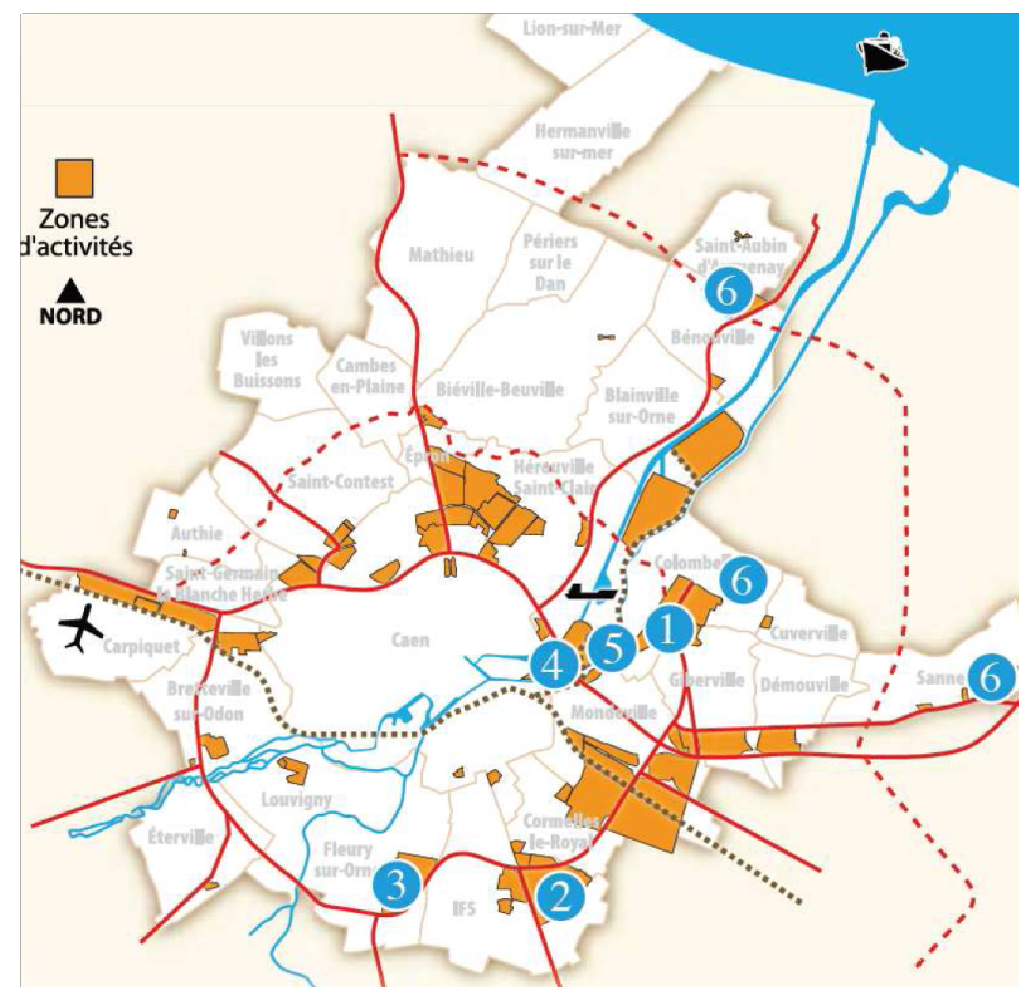 Lion-sur-Mer
Hermanville
sur-mer
Zones
d'activités
NORD
Mathieu
Périers
sur le
Dan
Saint-Aubin
6
Bénouville
Villons
les
Buissons
Cambes
en-Plaine
Biéville-Beuville
Blainville
sur-Orne
Épron
Hérouville
Saint-Clair
Saint-Contest
Authie
Saint-Germain
la Blanche Herbe
6
1
Carpiquet
Caen
5
4
Cuverville
Giberville
Démouville
Sanne
6
Bretteville
sur-Odon
Mondeville
Louvigny
Cormelles
le-Royal
Éterville
Fleury
sur-Orne
3
IFS
2